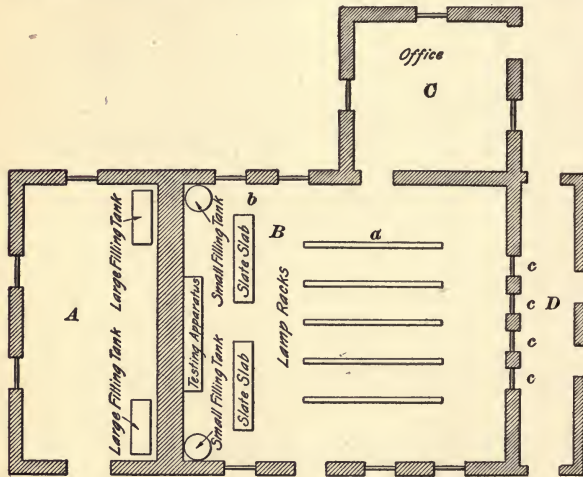 Office
C
b
B
a
Large Filling Tank
Small Filling Tank
Slate Slab
A
Testing Apparatus
Lamp Racks
c
c
c
c
D
Large Filling Tank
Small Filling Tank
Slate Slab